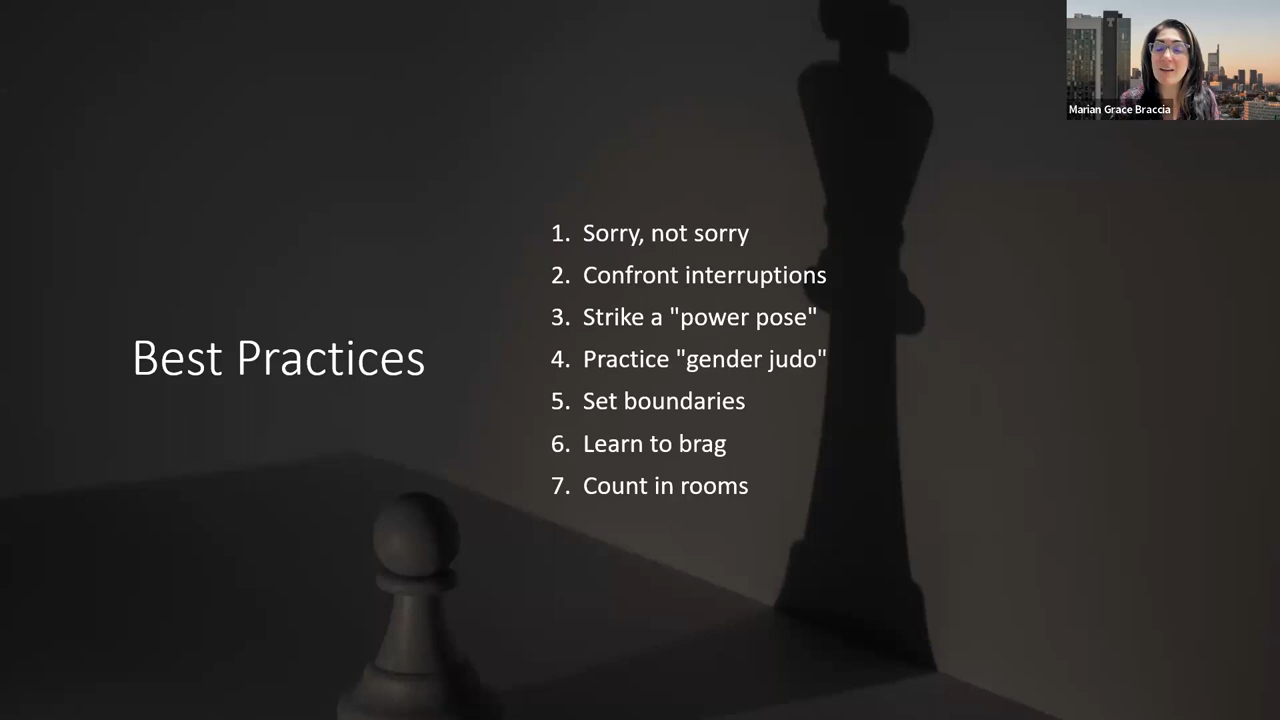 Marian Grace Braccia
Best Practices
1. Sorry, not sorry
2. Confront interruptions
3. Strike a "power pose"
4. Practice "gender judo"
5. Set boundaries
6. Learn to brag
7. Count in rooms